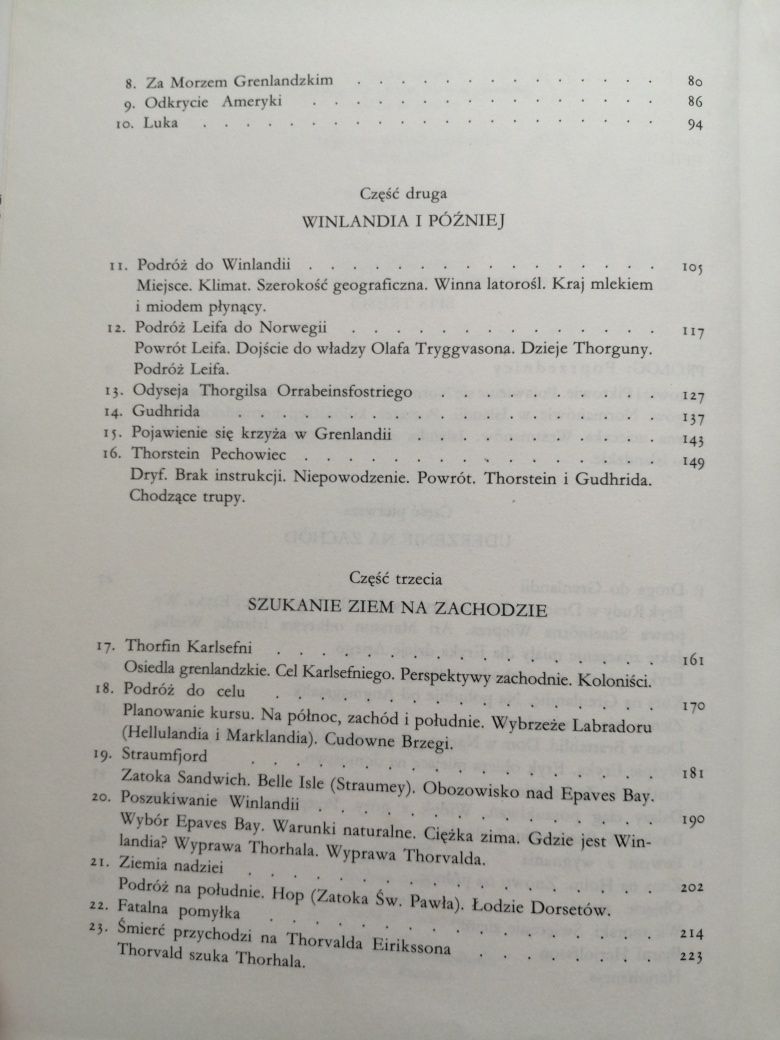 8. Za Morzem Grenlandzkim . . . . . . . . . . . . . . 80
9. Odkrycie Ameryki . . . . . . . . . . . . . . . . 86
10. Luka . . . . . . . . . . . . . . . . . . . . . 94
Część druga
WINLANDIA I PÓŹNIEJ
11. Podróż do Winlandii . . . . . . . . . . . . . . . . 105
Miejsce. Klimat. Szerokość geograficzna. Winna latorośl. Kraj mlekiem
i miodem płynący.
12. Podróż Leifa do Norwegii . . . . . . . . . . . . . . 117
Powrót Leifa. Dojście do władzy Olafa Tryggvasona. Dzieje Thorguny.
Podróż Leifa.
13. Odyseja Thorgilsa Orrabeinsfostriego . . . . . . . . . . 127
14. Gudhrida . . . . . . . . . . . . . . . . . . . 137
15. Pojawienie się krzyża w Grenlandii . . . . . . . . . . . 143
16. Thorstein Pechowiec . . . . . . . . . . . . . . . . 149
Dryf. Brak instrukcji. Niepowodzenie. Powrót. Thorstein i Gudhrida.
Chodzące trupy.
Część trzecia
SZUKANIE ZIEM NA ZACHODZIE
17. Thorfin Karlsefni . . . . . . . . . . . . . . . . . 161
Osiedla grenlandzkie. Cel Karlsefniego. Perspektywy zachodnie. Koloniści.
18. Podróż do celu . . . . . . . . . . . . . . . . . 170
Planowanie kursu. Na północ, zachód i południe. Wybrzeże Labradoru
(Hellulandia i Marklandia). Cudowne Brzegi.
19. Straumfjord . . . . . . . . . . . . . . . . . . 181
Zatoka Sandwich. Belle Isle (Straumey). Obozowisko nad Epaves Bay.
20. Poszukiwanie Winlandii . . . . . . . . . . . . . . . 190
Wybór Epaves Bay. Warunki naturalne. Ciężka zima. Gdzie jest Win-
landia? Wyprawa Thorhala. Wyprawa Thorvalda.
21. Ziemia nadziei . . . . . . . . . . . . . . . . . 202
Podróż na południe. Hop (Zatoka Św. Pawła). Łodzie Dorsetów.
22. Fatalna pomyłka . . . . . . . . . . . . . . . . . 214
23. Śmierć przychodzi na Thorvalda Eirikssona . . . . . . . . 223
Thorvald szuka Thorhala.